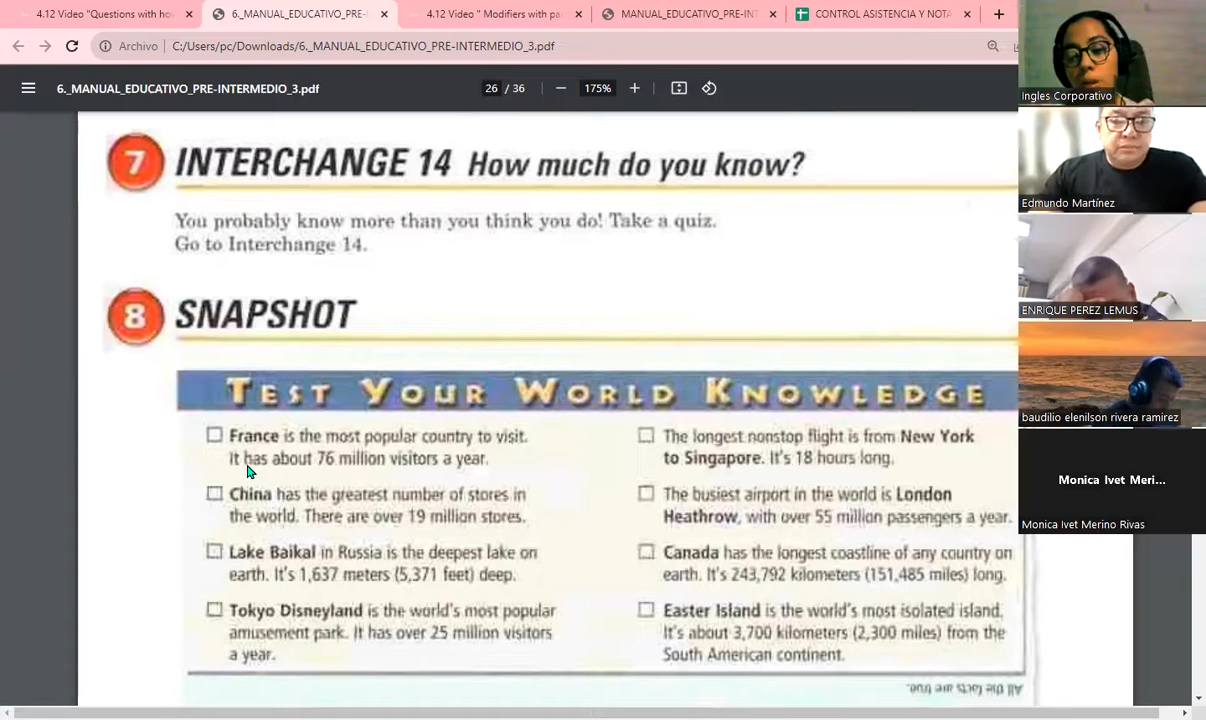 4.12 Video "Questions with ho
6._MANUAL_EDUCATIVO_PRE-
4.12 Video " Modifiers with pa
MANUAL_EDUCATIVO_PRE-INT
CONTROL ASISTENCIA Y NOTA
Archivo
C:/Users/pc/Downloads/6._MANUAL_EDUCATIVO_PRE-INTERMEDIO_3.pdf
6._MANUAL_EDUCATIVO_PRE-INTERMEDIO_3.pdf
26 / 36
175%
7 INTERCHANGE 14 How much do you know?
You probably know more than you think you do! Take a quiz.
Go to Interchange 14.
8 SNAPSHOT
TEST YOUR WORLD KNOWLEDGE
France is the most popular country to visit.
It has about 76 million visitors a year.
China has the greatest number of stores in
the world. There are over 19 million stores.
Lake Baikal in Russia is the deepest lake on
earth. It's 1,637 meters (5,371 feet) deep.
Tokyo Disneyland is the world's most popular
amusement park. It has over 25 million visitors
a year.
The longest nonstop flight is from New York
to Singapore. It's 18 hours long.
The busiest airport in the world is London
Heathrow, with over 55 million passengers a year.
Canada has the longest coastline of any country on
earth. It's 243,792 kilometers (151,485 miles) long.
Easter Island is the world's most isolated island.
It's about 3,700 kilometers (2,300 miles) from the
South American continent.
All the facts are true.
Ingles Corporativo
Edmundo Martínez
ENRIQUE PEREZ LEMUS
baudilio elenilson rivera ramirez
Monica Ivet Meri...
Monica Ivet Merino Rivas